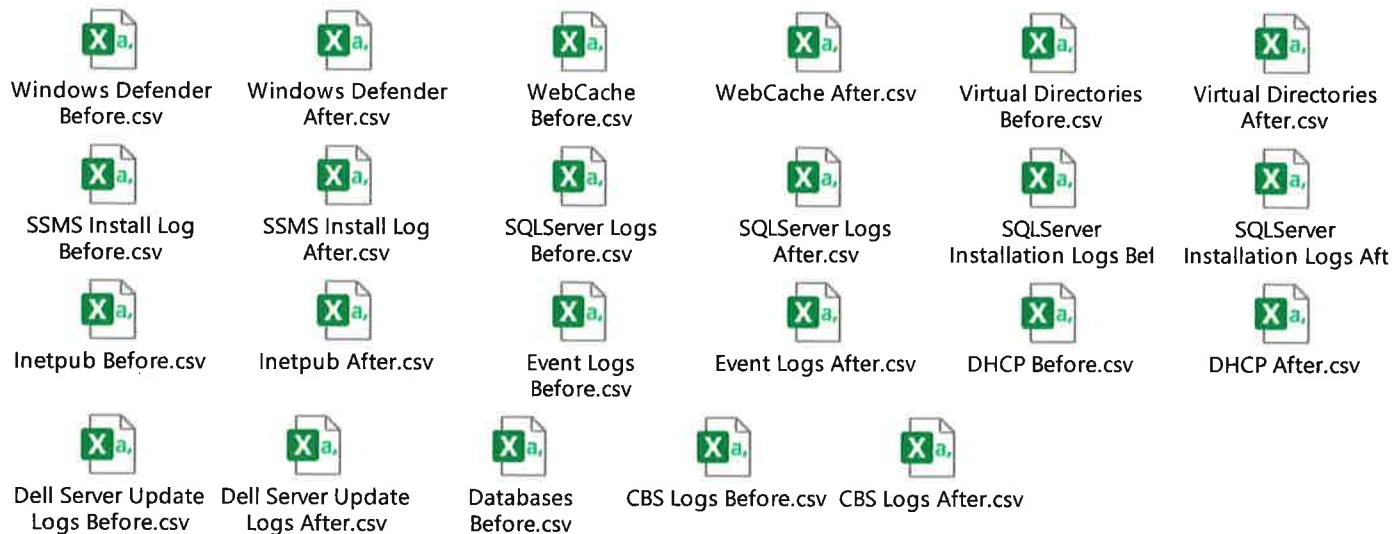 Windows Defender Before.csv
Windows Defender After.csv
WebCache Before.csv
WebCache After.csv
Virtual Directories Before.csv
Virtual Directories After.csv
SSMS Install Log Before.csv
SSMS Install Log After.csv
SQLServer Logs Before.csv
SQLServer Logs After.csv
SQLServer Installation Logs Bef
SQLServer Installation Logs Aft
Inetpub Before.csv
Inetpub After.csv
Event Logs Before.csv
Event Logs After.csv
DHCP Before.csv
DHCP After.csv
Dell Server Update Logs Before.csv
Dell Server Update Logs After.csv
Databases Before.csv
CBS Logs Before.csv
CBS Logs After.csv